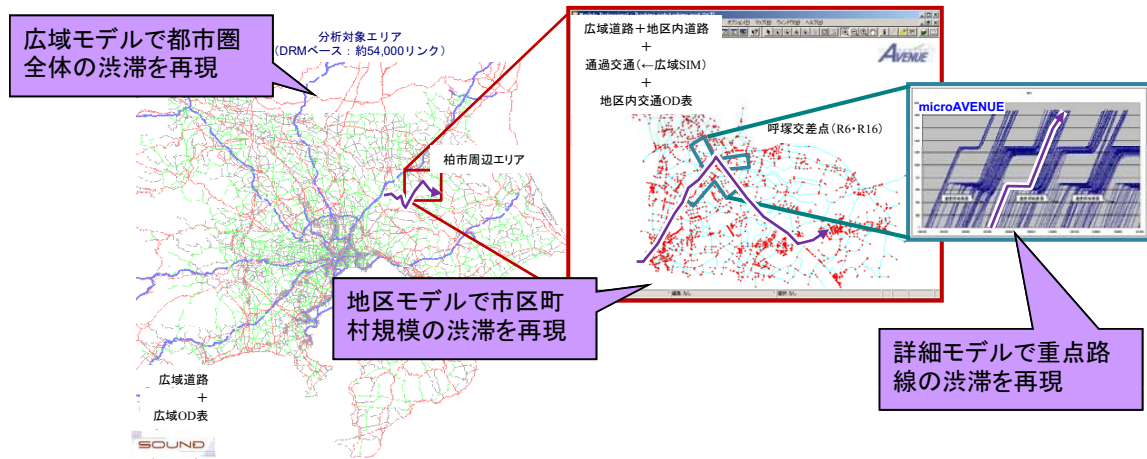 広域モデルで都市圏
全体の渋滞を再現
分析対象エリア
(DRMベース：約54,000リンク)
柏市周辺エリア
広域道路
+
広域OD表
SOUND
地区モデルで市区町
村規模の渋滞を再現
広域道路＋地区内道路
+
通過交通(←広域SIM)
+
地区内交通OD表
AVENUE
呼塚交差点(R6・R16)
microAVENUE
詳細モデルで重点路
線の渋滞を再現